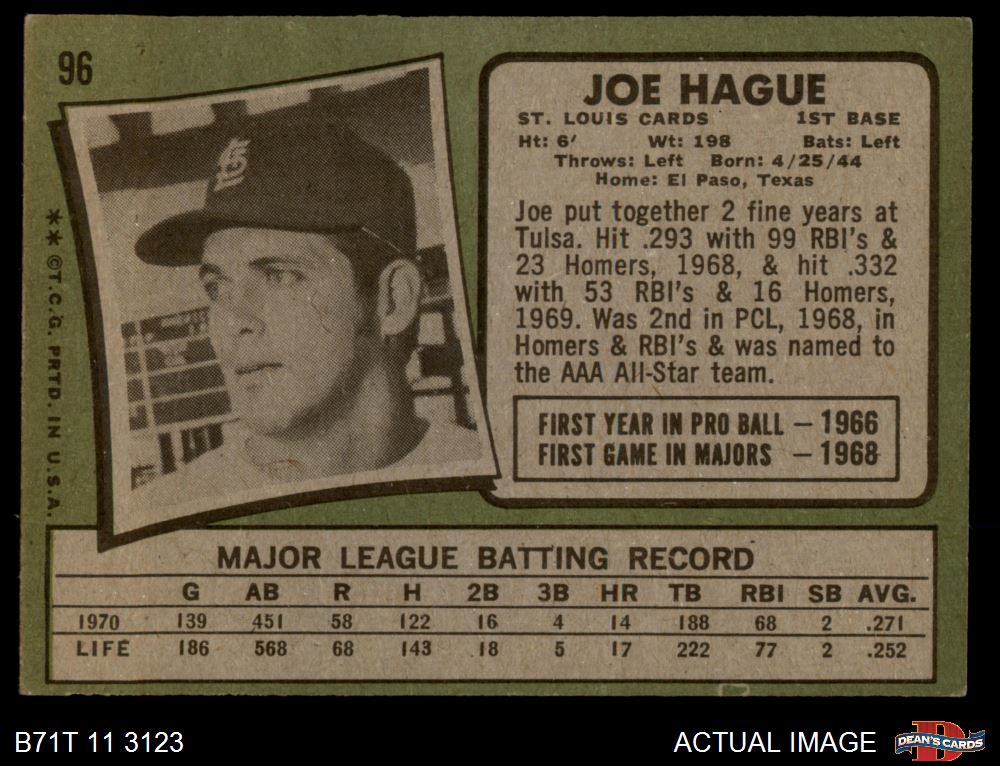 96
JOE HAGUE
ST. LOUIS CARDS 1ST BASE
Ht: 6' Wt: 198 Bats: Left
Throws: Left Born: 4/25/44
Home: El Paso, Texas
Joe put together 2 fine years at
Tulsa. Hit .293 with 99 RBI's &
23 Homers, 1968, & hit .332
with 53 RBI's & 16 Homers,
1969. Was 2nd in PCL, 1968, in
Homers & RBI's & was named to
the AAA All-Star team.
FIRST YEAR IN PRO BALL — 1966
FIRST GAME IN MAJORS — 1968
StL
** ©T.C.G. PRTD. IN U.S.A.
MAJOR LEAGUE BATTING RECORD
G AB R H 2B 3B HR TB RBI SB AVG.
1970 139 451 58 122 16 4 14 188 68 2 .271
LIFE 186 568 68 143 18 5 17 222 77 2 .252
B71T 11 3123
ACTUAL IMAGE
DEAN'S CARDS